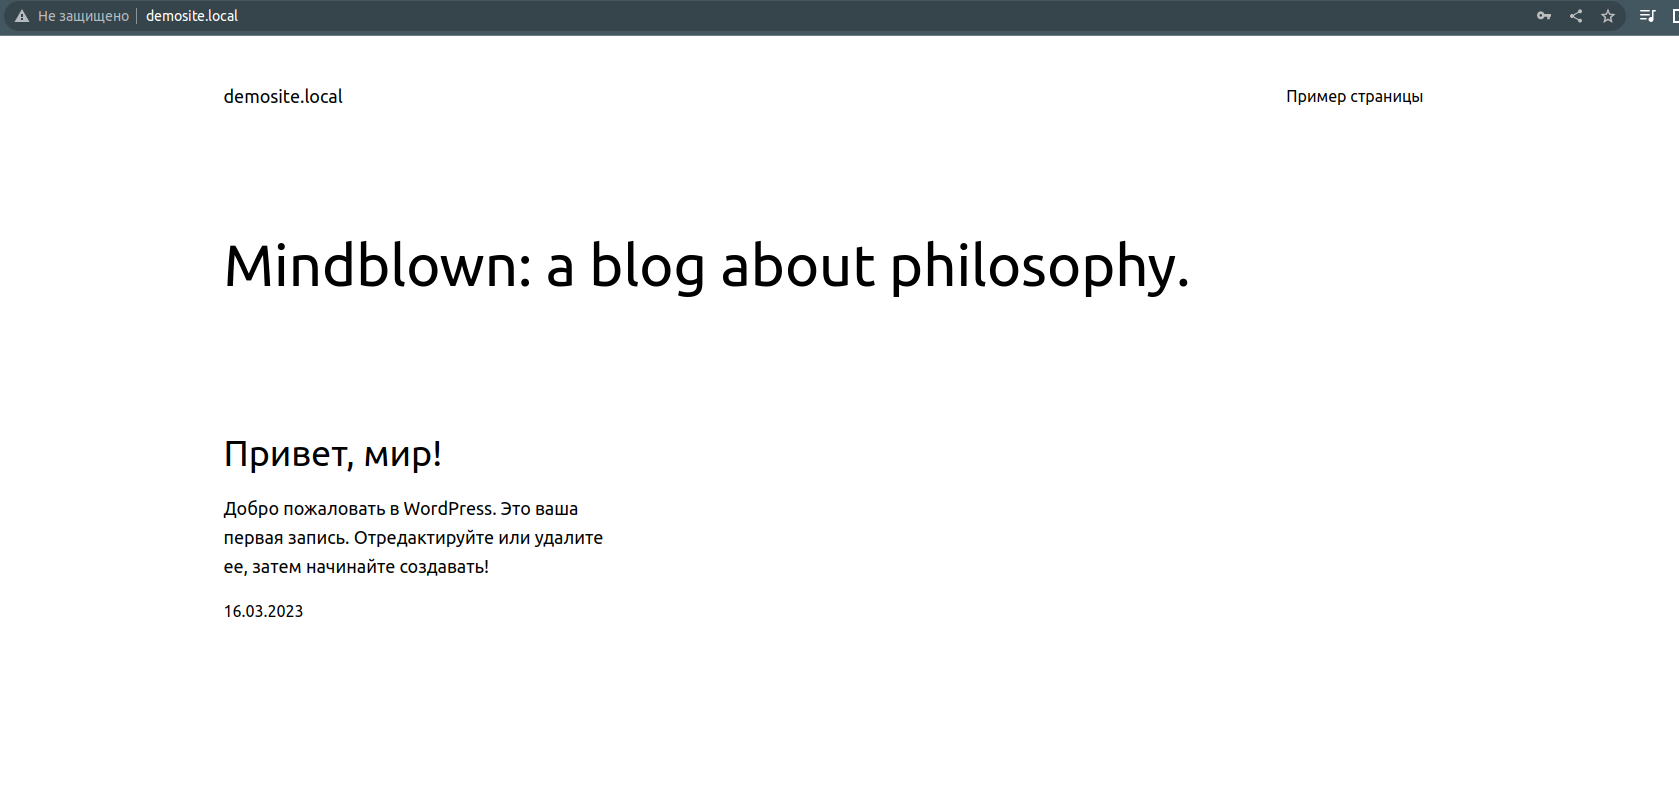 Не защищено
demosite.local
demosite.local
Пример страницы
Mindblown: a blog about philosophy.
Привет, мир!
Добро пожаловать в WordPress. Это ваша
первая запись. Отредактируйте или удалите
ее, затем начинайте создавать!
16.03.2023